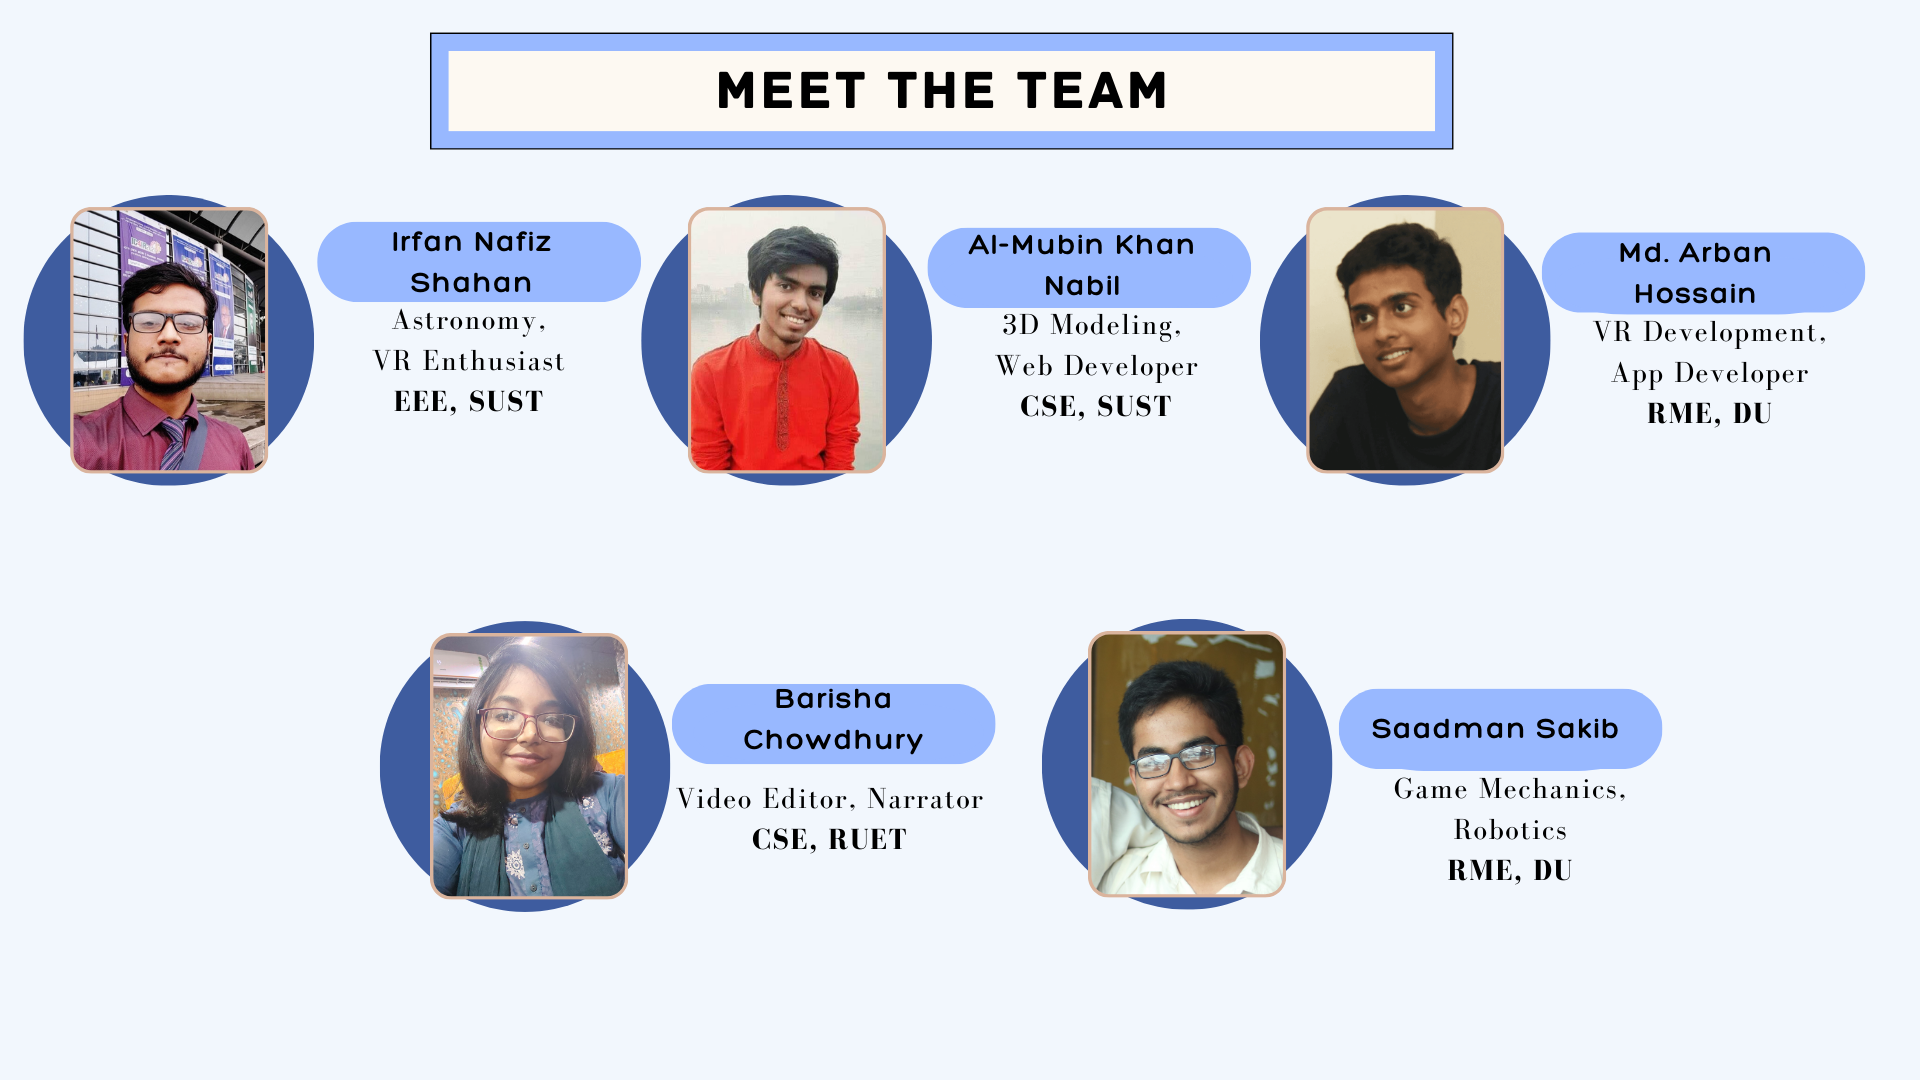 MEET THE TEAM
Irfan Nafiz
Shahan
Astronomy,
VR Enthusiast
EEE, SUST
Al-Mubin Khan
Nabil
3D Modeling,
Web Developer
CSE, SUST
Md. Arban
Hossain
VR Development,
App Developer
RME, DU
Barisha
Chowdhury
Video Editor, Narrator
CSE, RUET
Saadman Sakib
Game Mechanics,
Robotics
RME, DU